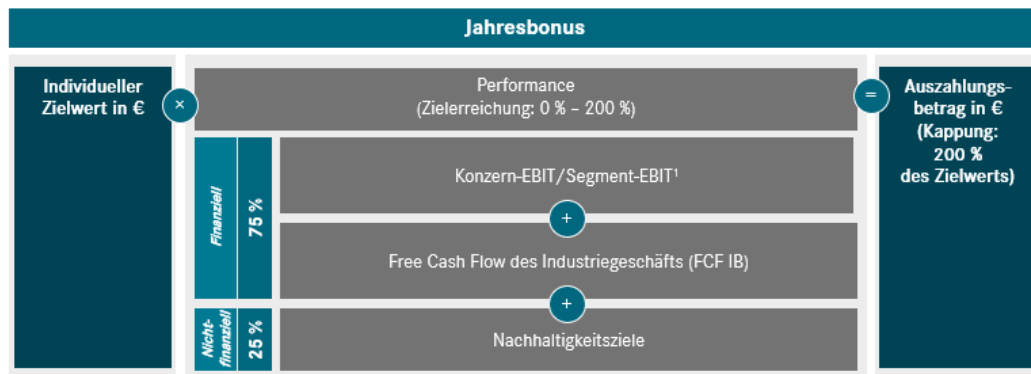 Jahresbonus
Individueller
Zielwert in €
×
Performance
(Zielerreichung: 0 % – 200 %)
=
Auszahlungs-
betrag in €
(Kappung:
200 %
des Zielwerts)
Finanziell
75 %
Konzern-EBIT/Segment-EBIT¹
+
Free Cash Flow des Industriegeschäfts (FCF IB)
+
Nicht-
finanziell
25 %
Nachhaltigkeitsziele